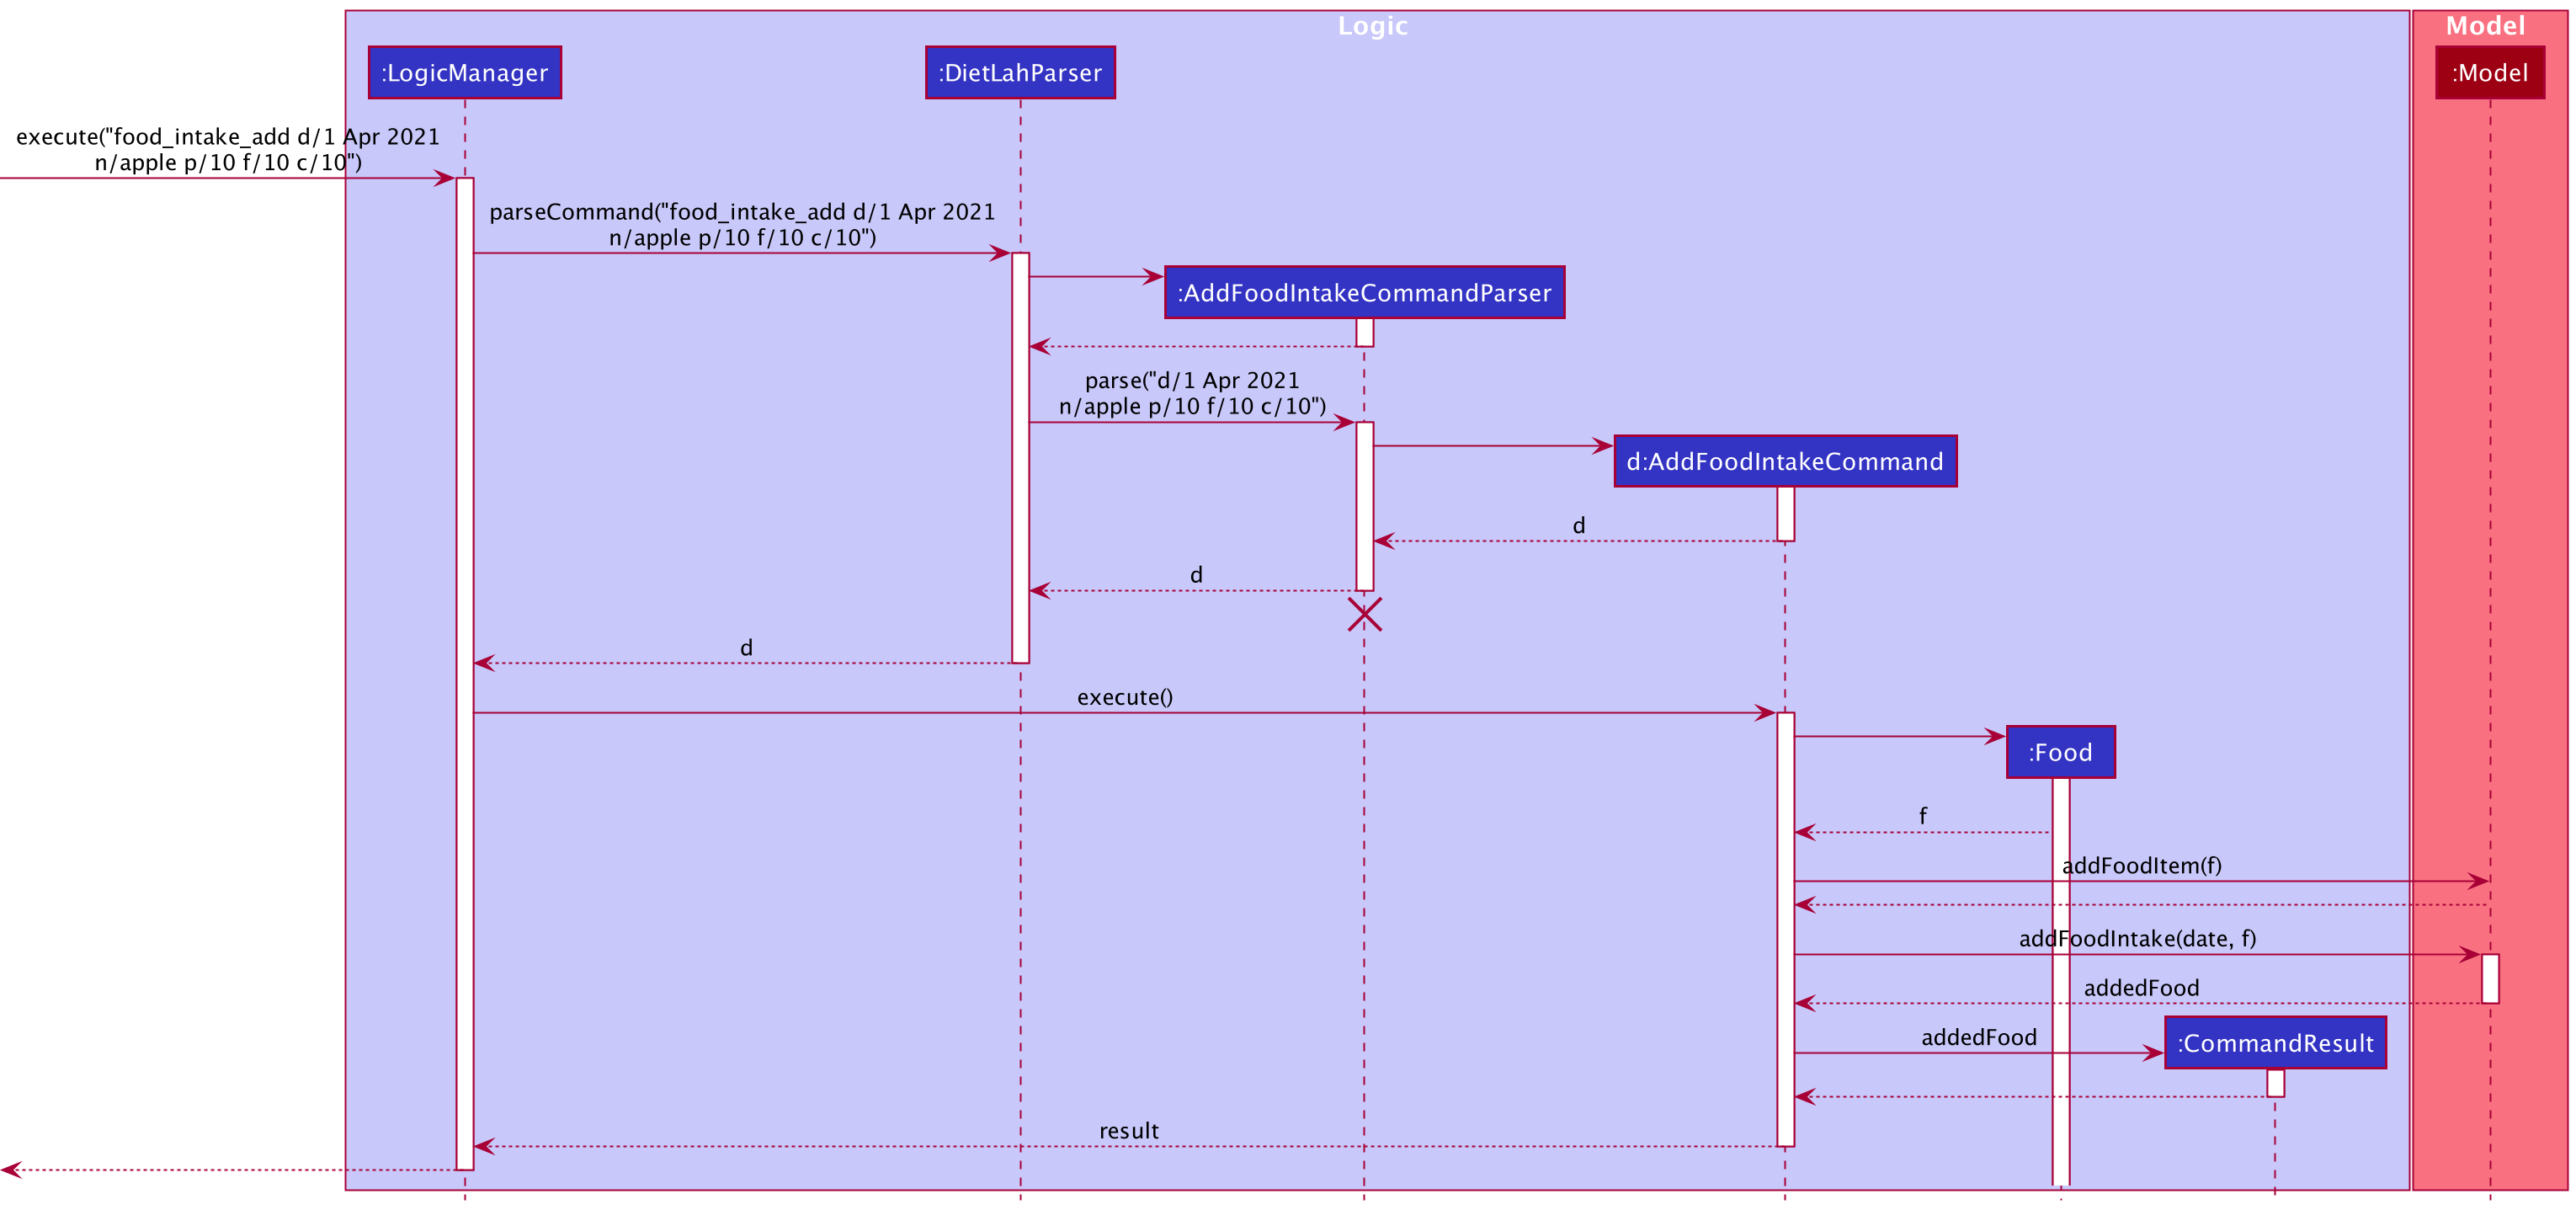 Logic
Model
:LogicManager
:DietLahParser
:Model
execute("food_intake_add d/1 Apr 2021
n/apple p/10 f/10 c/10")
parseCommand("food_intake_add d/1 Apr 2021
n/apple p/10 f/10 c/10")
:AddFoodIntakeCommandParser
parse("d/1 Apr 2021
n/apple p/10 f/10 c/10")
d:AddFoodIntakeCommand
d
d
d
execute()
:Food
f
addFoodItem(f)
addFoodIntake(date, f)
addedFood
addedFood
:CommandResult
result